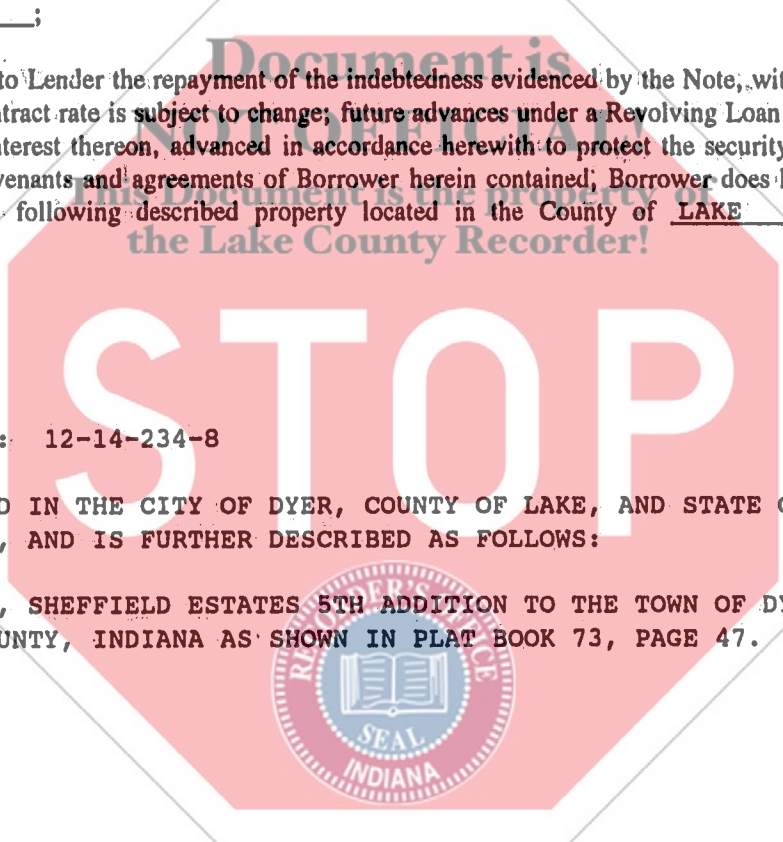 ;
Document is
to Lender the repayment of the indebtedness evidenced by the Note, wit
tract rate is subject to change; future advances under a Revolving Loan
NOT OFFICIAL!
nterest thereon, advanced in accordance herewith to protect the security
venants and agreements of Borrower herein contained; Borrower does
This Document is the property of
following described property located in the County of LAKE
the Lake County Recorder!
STOP
: 12-14-234-8
D IN THE CITY OF DYER, COUNTY OF LAKE, AND STATE
, AND IS FURTHER DESCRIBED AS FOLLOWS:
, SHEFFIELD ESTATES 5TH ADDITION TO THE TOWN OF D
UNTY, INDIANA AS SHOWN IN PLAT BOOK 73, PAGE 47.
RECORDER'S OFFICE
SEAL
INDIANA